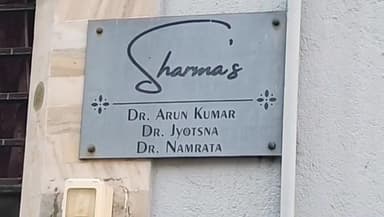 Sharma's
DR. ARUN KUMAR
DR. JYOTSNA
DR. NAMRATA